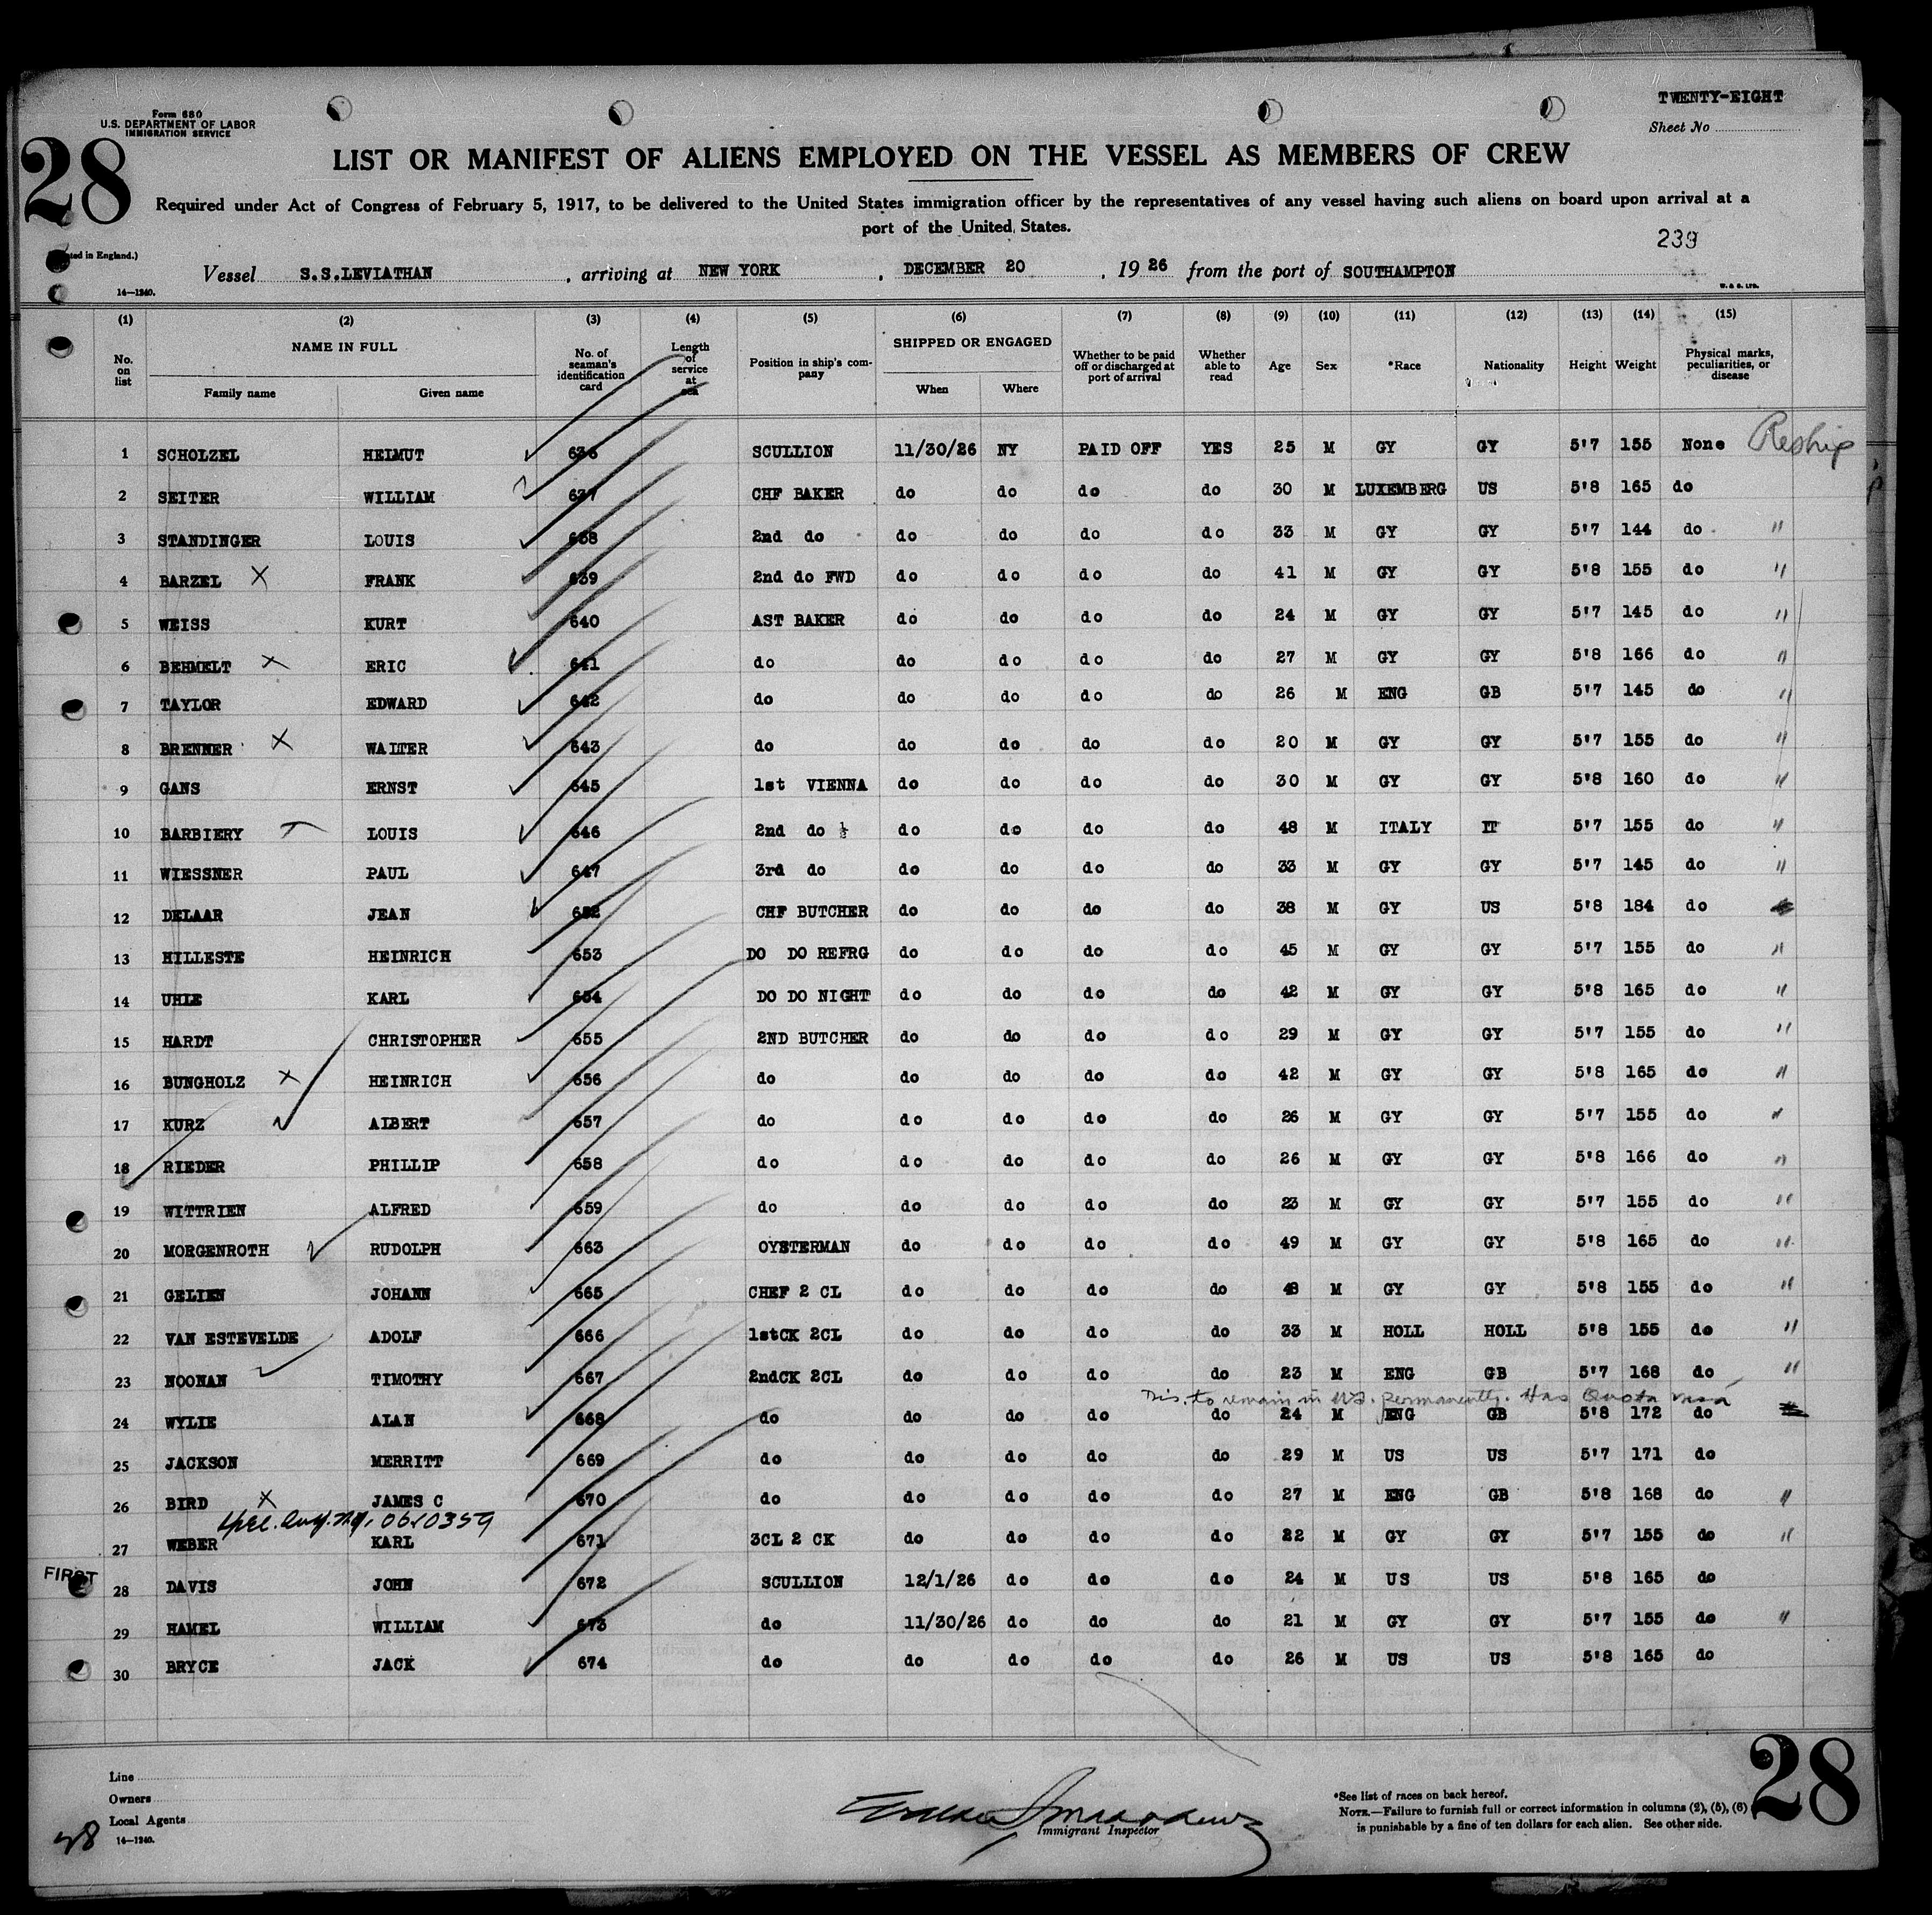 Form 680
U.S. DEPARTMENT OF LABOR
IMMIGRATION SERVICE
TWENTY-EIGHT
Sheet No
28
LIST OR MANIFEST OF ALIENS EMPLOYED ON THE VESSEL AS MEMBERS OF CREW
Required under Act of Congress of February 5, 1917, to be delivered to the United States immigration officer by the representatives of any vessel having such aliens on board upon arrival at a
port of the United States.
239
in England.)
Vessel S.S.LEVIATHAN, arriving at NEW YORK, DECEMBER 20, 1926 from the port of SOUTHAMPTON
14—1240.
W. & S. LTD.
(1) (2) (3) (4) (5) (6) (7) (8) (9) (10) (11) (12) (13) (14) (15)
No. on list NAME IN FULL Family name Given name No. of seaman's identification card Length of service at sea Position in ship's company SHIPPED OR ENGAGED When Where Whether to be paid off or discharged at port of arrival Whether able to read Age Sex *Race Nationality Height Weight Physical marks, peculiarities, or disease
1 SCHOLZEL HELMUT 636 SCULLION 11/30/26 NY PAID OFF YES 25 M GY GY 5'7 155 None Reship
2 SEITER WILLIAM 637 CHF BAKER do do do do 30 M LUXEMBERG US 5'8 165 do
3 STANDINGER LOUIS 638 2nd do do do do do 33 M GY GY 5'7 144 do "
4 BARZEL X FRANK 639 2nd do FWD do do do do 41 M GY GY 5'8 155 do "
5 WEISS KURT 640 AST BAKER do do do do 24 M GY GY 5'7 145 do "
6 BEHMELT X ERIC 641 do do do do do 27 M GY GY 5'8 166 do "
7 TAYLOR EDWARD 642 do do do do do 26 M ENG GB 5'7 145 do "
8 BRENNER X WALTER 643 do do do do do 20 M GY GY 5'7 155 do "
9 GANS ERNST 645 1st VIENNA do do do do 30 M GY GY 5'8 160 do "
10 BARBIERY LOUIS 646 2nd do ½ do do do do 48 M ITALY IT 5'7 155 do "
11 WIESSNER PAUL 647 3rd do do do do do 33 M GY GY 5'7 145 do "
12 DELAAR JEAN 652 CHF BUTCHER do do do do 38 M GY US 5'8 184 do
13 HILLESTE HEINRICH 653 DO DO REFRG do do do do 45 M GY GY 5'7 155 do "
14 UHLE KARL 654 DO DO NIGHT do do do do 42 M GY GY 5'8 165 do "
15 HARDT CHRISTOPHER 655 2ND BUTCHER do do do do 29 M GY GY 5'7 155 do "
16 BUNGHOLZ X HEINRICH 656 do do do do do 42 M GY GY 5'8 165 do "
17 KURZ ALBERT 657 do do do do do 26 M GY GY 5'7 155 do "
18 RIEDER PHILLIP 658 do do do do do 26 M GY GY 5'8 166 do "
19 WITTRIEN ALFRED 659 do do do do do 23 M GY GY 5'7 155 do "
20 MORGENROTH RUDOLPH 663 OYSTERMAN do do do do 49 M GY GY 5'8 165 do "
21 GELIEN JOHANN 665 CHEF 2 CL do do do do 48 M GY GY 5'8 155 do "
22 VAN ESTEVELDE ADOLF 666 1stCK 2CL do do do do 33 M HOLL HOLL 5'8 155 do "
23 NOONAN TIMOTHY 667 2ndCK 2CL do do do do 23 M ENG GB 5'7 168 do "
Dis. to remain in U.S. permanently. Has Quota visa
24 WYLIE ALAN 668 do do do do do 24 M ENG GB 5'8 172 do
25 JACKSON MERRITT 669 do do do do do 29 M US US 5'7 171 do
26 BIRD X JAMES C 670 do do do do do 27 M ENG GB 5'8 168 do "
27 WEBER KARL 671 3CL 2 CK do do do do 22 M GY GY 5'7 155 do "
FIRST
28 DAVIS JOHN 672 SCULLION 12/1/26 do do do 24 M US US 5'8 165 do
29 HAMEL WILLIAM 673 do 11/30/26 do do do 21 M GY GY 5'7 155 do "
30 BRYCE JACK 674 do do do do do 26 M US US 5'8 165 do
Line
Owners
Local Agents
14—1240.
28
Immigrant Inspector
*See list of races on back hereof.
NOTE.—Failure to furnish full or correct information in columns (2), (5), (6)
is punishable by a fine of ten dollars for each alien. See other side.
28